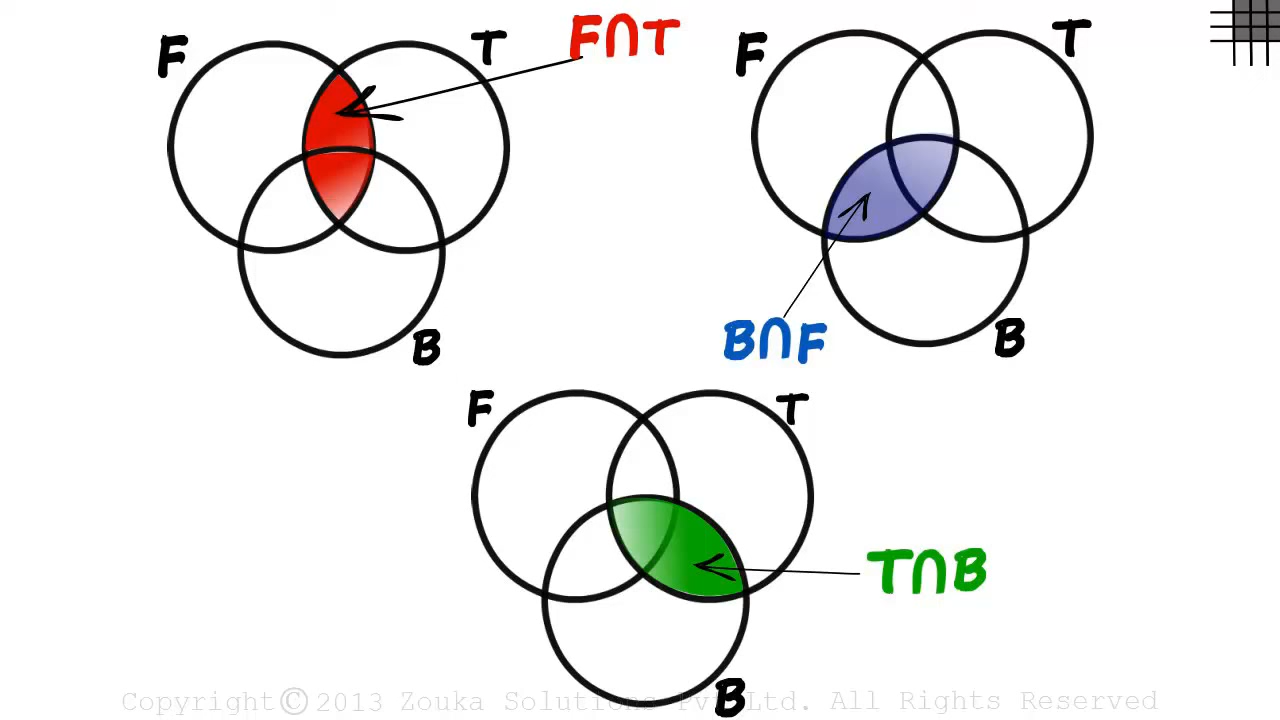 F T F∩T
F T
B∩F
B B
F T
T∩B
B
Copyright © 2013 Zouka Solutions Pvt. Ltd. All Rights Reserved